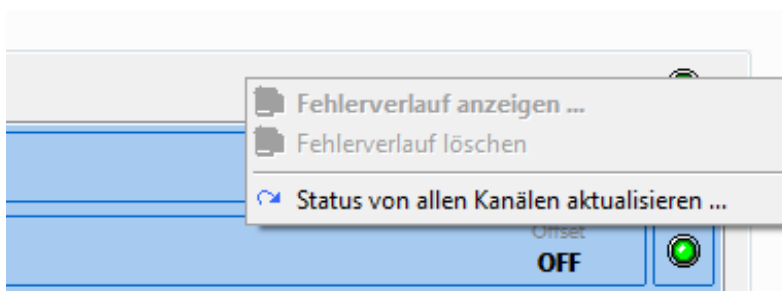 Fehlerverlauf anzeigen ...
Fehlerverlauf löschen
Status von allen Kanälen aktualisieren ...
Offset
OFF